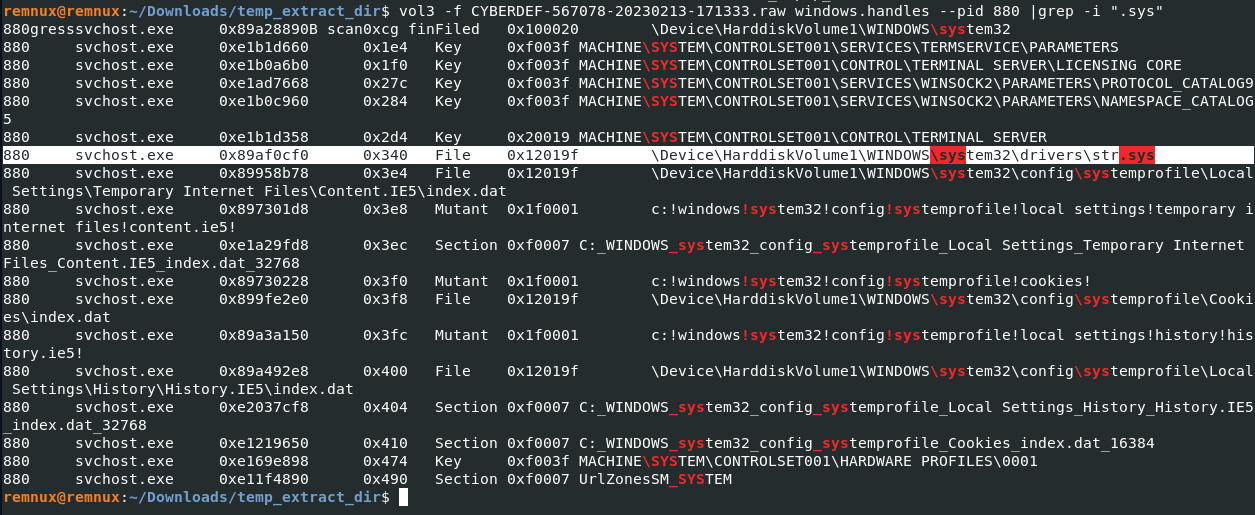 remnux@remnux:~/Downloads/temp_extract_dir$ vol3 -f CYBERDEF-567078-20230213-171333.raw windows.handles --pid 880 |grep -i ".sys"
880gresssvchost.exe     0x89a28890B scan0xcg finFiled   0x100020        \Device\HarddiskVolume1\WINDOWS\system32
880     svchost.exe     0xe1b1d660      0x1e4   Key     0xf003f MACHINE\SYSTEM\CONTROLSET001\SERVICES\TERMSERVICE\PARAMETERS
880     svchost.exe     0xe1b0a6b0      0x1f0   Key     0xf003f MACHINE\SYSTEM\CONTROLSET001\CONTROL\TERMINAL SERVER\LICENSING CORE
880     svchost.exe     0xe1ad7668      0x27c   Key     0xf003f MACHINE\SYSTEM\CONTROLSET001\SERVICES\WINSOCK2\PARAMETERS\PROTOCOL_CATALOG9
880     svchost.exe     0xe1b0c960      0x284   Key     0xf003f MACHINE\SYSTEM\CONTROLSET001\SERVICES\WINSOCK2\PARAMETERS\NAMESPACE_CATALOG
5
880     svchost.exe     0xe1b1d358      0x2d4   Key     0x20019 MACHINE\SYSTEM\CONTROLSET001\CONTROL\TERMINAL SERVER
880     svchost.exe     0x89af0cf0      0x340   File    0x12019f        \Device\HarddiskVolume1\WINDOWS\system32\drivers\str.sys
880     svchost.exe     0x89958b78      0x3e4   File    0x12019f        \Device\HarddiskVolume1\WINDOWS\system32\config\systemprofile\Local
 Settings\Temporary Internet Files\Content.IE5\index.dat
880     svchost.exe     0x897301d8      0x3e8   Mutant  0x1f0001        c:!windows!system32!config!systemprofile!local settings!temporary i
nternet files!content.ie5!
880     svchost.exe     0xe1a29fd8      0x3ec   Section 0xf0007 C:_WINDOWS_system32_config_systemprofile_Local Settings_Temporary Internet
Files_Content.IE5_index.dat_32768
880     svchost.exe     0x89730228      0x3f0   Mutant  0x1f0001        c:!windows!system32!config!systemprofile!cookies!
880     svchost.exe     0x899fe2e0      0x3f8   File    0x12019f        \Device\HarddiskVolume1\WINDOWS\system32\config\systemprofile\Cooki
es\index.dat
880     svchost.exe     0x89a3a150      0x3fc   Mutant  0x1f0001        c:!windows!system32!config!systemprofile!local settings!history!his
tory.ie5!
880     svchost.exe     0x89a492e8      0x400   File    0x12019f        \Device\HarddiskVolume1\WINDOWS\system32\config\systemprofile\Local
 Settings\History\History.IE5\index.dat
880     svchost.exe     0xe2037cf8      0x404   Section 0xf0007 C:_WINDOWS_system32_config_systemprofile_Local Settings_History_History.IE5
_index.dat_32768
880     svchost.exe     0xe1219650      0x410   Section 0xf0007 C:_WINDOWS_system32_config_systemprofile_Cookies_index.dat_16384
880     svchost.exe     0xe169e898      0x474   Key     0xf003f MACHINE\SYSTEM\CONTROLSET001\HARDWARE PROFILES\0001
880     svchost.exe     0xe11f4890      0x490   Section 0xf0007 UrlZonesSM_SYSTEM
remnux@remnux:~/Downloads/temp_extract_dir$